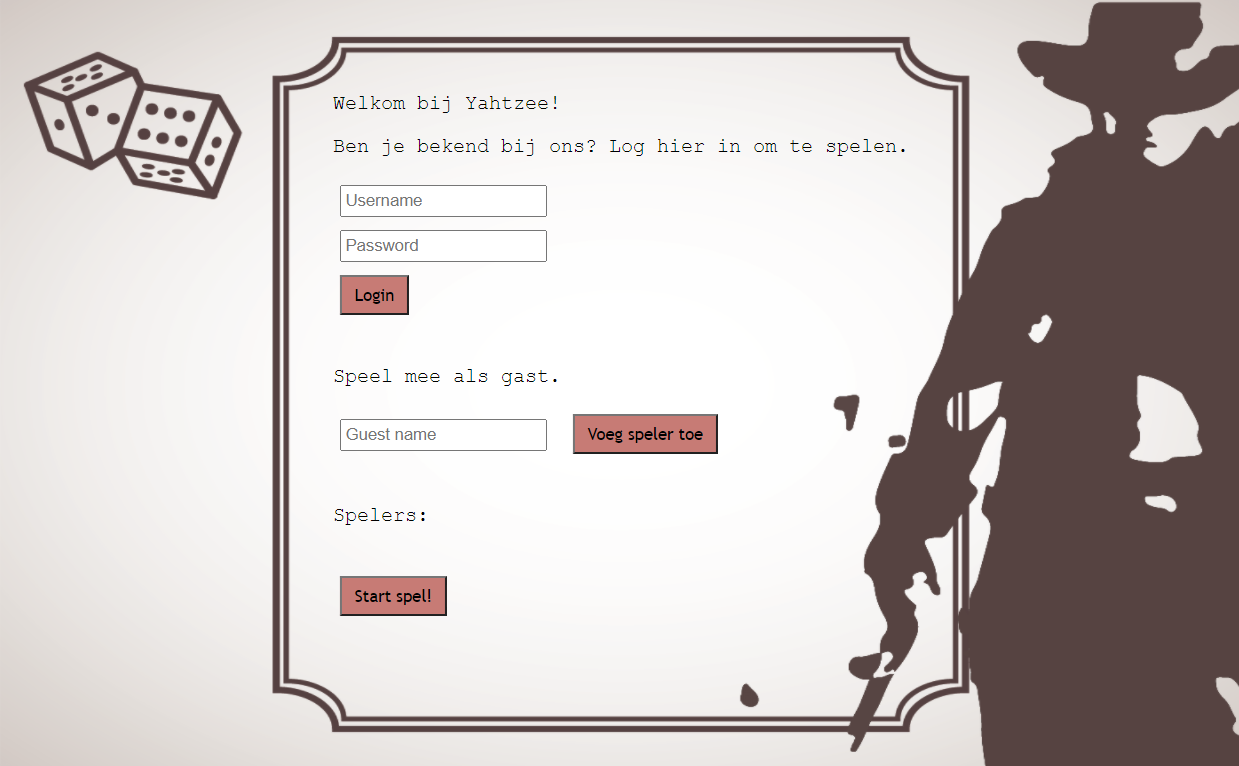 Welkom bij Yahtzee!
Ben je bekend bij ons? Log hier in om te spelen.
Username
Password
Login
Speel mee als gast.
Guest name
Voeg speler toe
Spelers:
Start spel!